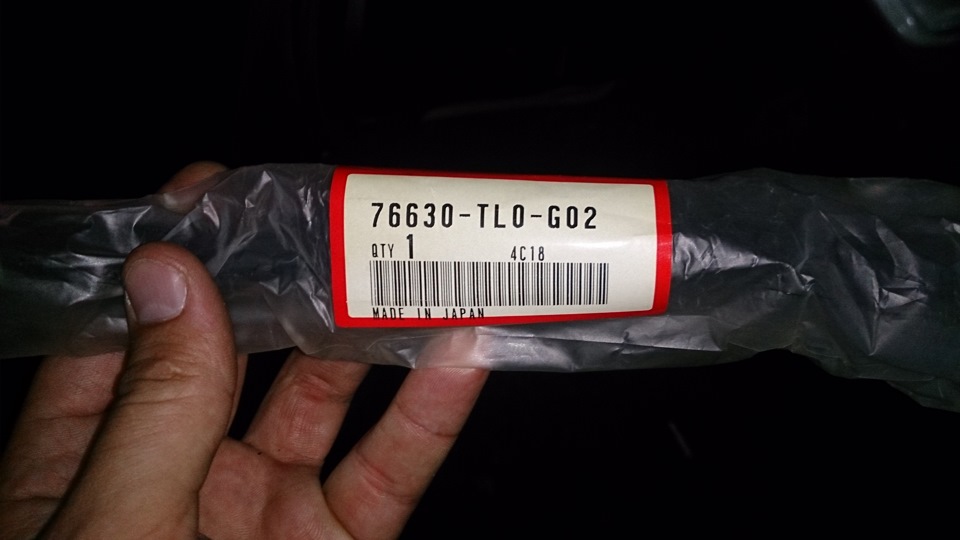 76630-TL0-G02
QTY 1 4C18
MADE IN JAPAN